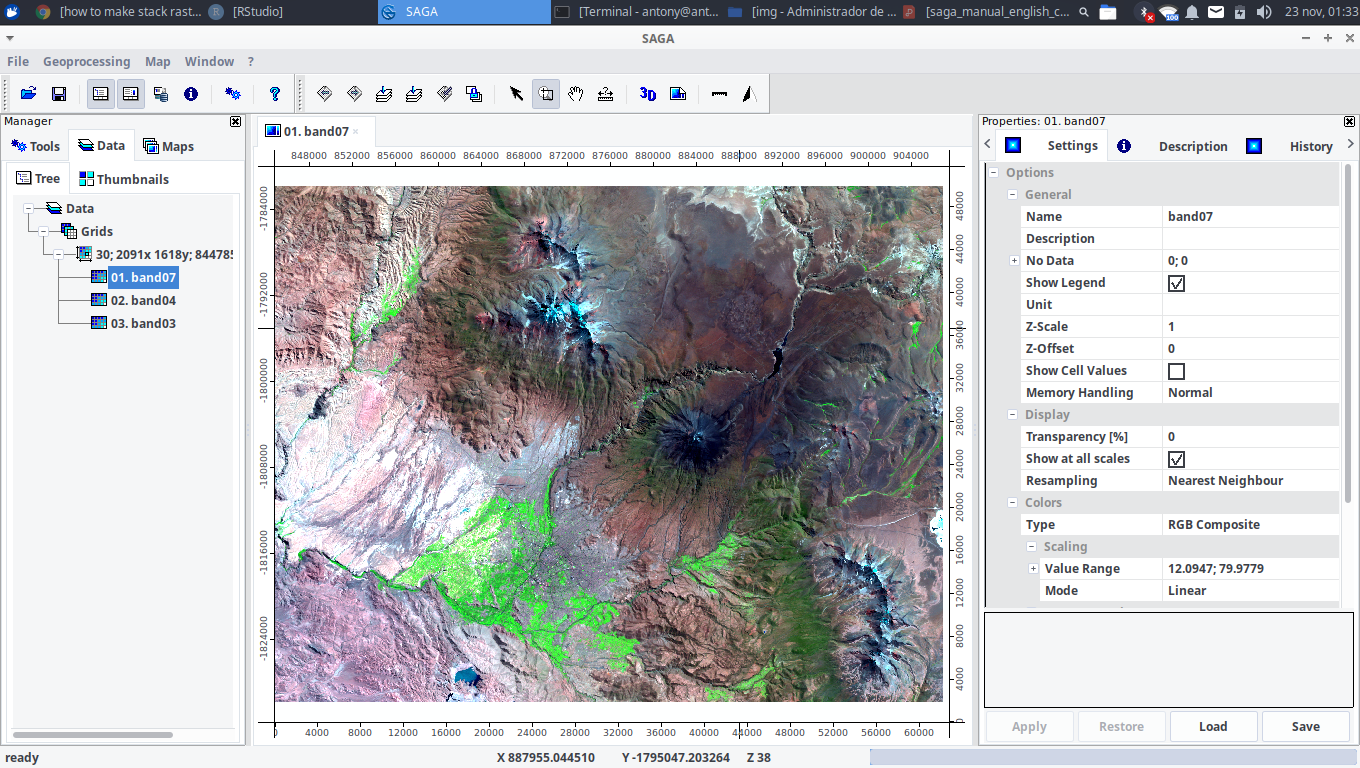 [how to make stack rast...
[RStudio]
SAGA
[Terminal - antony@ant...
[img - Administrador de ...
[saga_manual_english_c...
100
23 nov, 01:33
SAGA
File Geoprocessing Map Window ?
3D
Manager
Tools Data Maps
Tree Thumbnails
Data
Grids
30; 2091x 1618y; 844785
01. band07
02. band04
03. band03
01. band07
848000 852000 856000 860000 864000 868000 872000 876000 880000 884000 888000 892000 896000 900000 904000
-1784000
-1792000
-1800000
-1808000
-1816000
-1824000
48000
44000
40000
36000
32000
28000
24000
20000
16000
12000
8000
4000
0
0 4000 8000 12000 16000 20000 24000 28000 32000 36000 40000 44000 48000 52000 56000 60000
Properties: 01. band07
Settings Description History
Options
General
Name band07
Description
No Data 0; 0
Show Legend
Unit
Z-Scale 1
Z-Offset 0
Show Cell Values
Memory Handling Normal
Display
Transparency [%] 0
Show at all scales
Resampling Nearest Neighbour
Colors
Type RGB Composite
Scaling
Value Range 12.0947; 79.9779
Mode Linear
Apply Restore Load Save
ready
X 887955.044510 Y -1795047.203264 Z 38